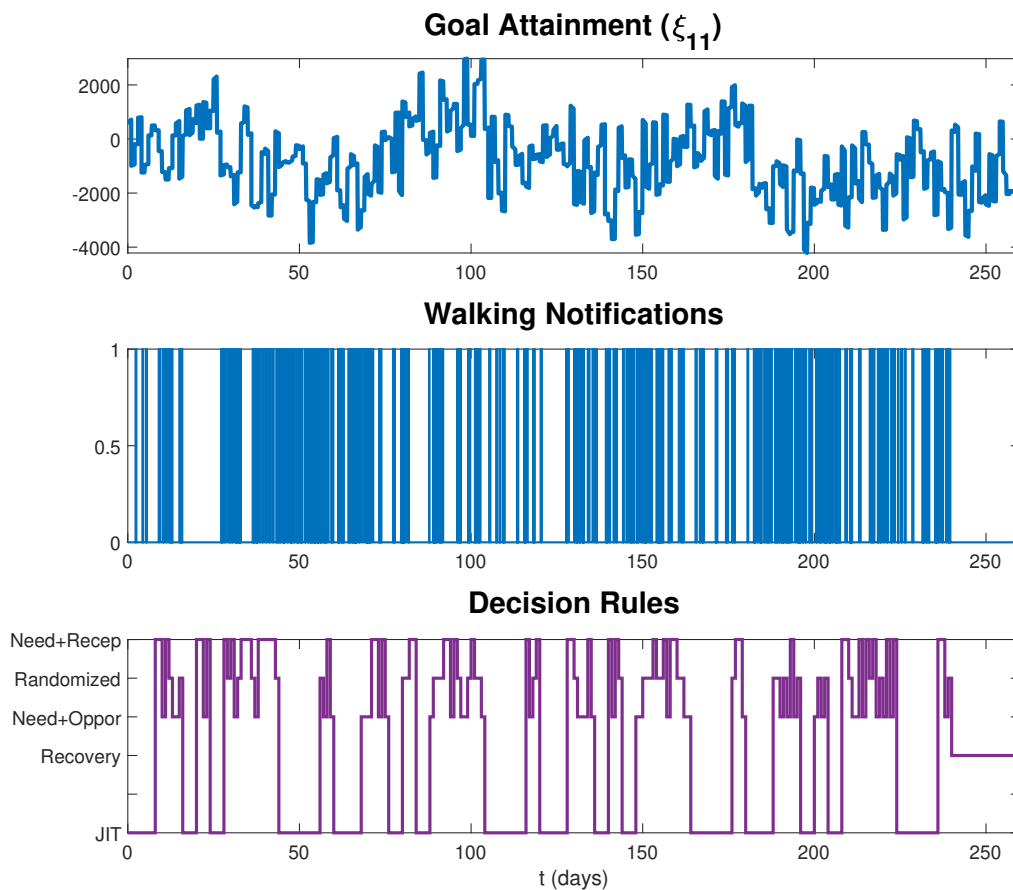 Goal Attainment (ξ11)
2000
0
-2000
-4000
0 50 100 150 200 250
Walking Notifications
1
0.5
0
0 50 100 150 200 250
Decision Rules
Need+Recep
Randomized
Need+Oppor
Recovery
JIT
0 50 100 150 200 250
t (days)